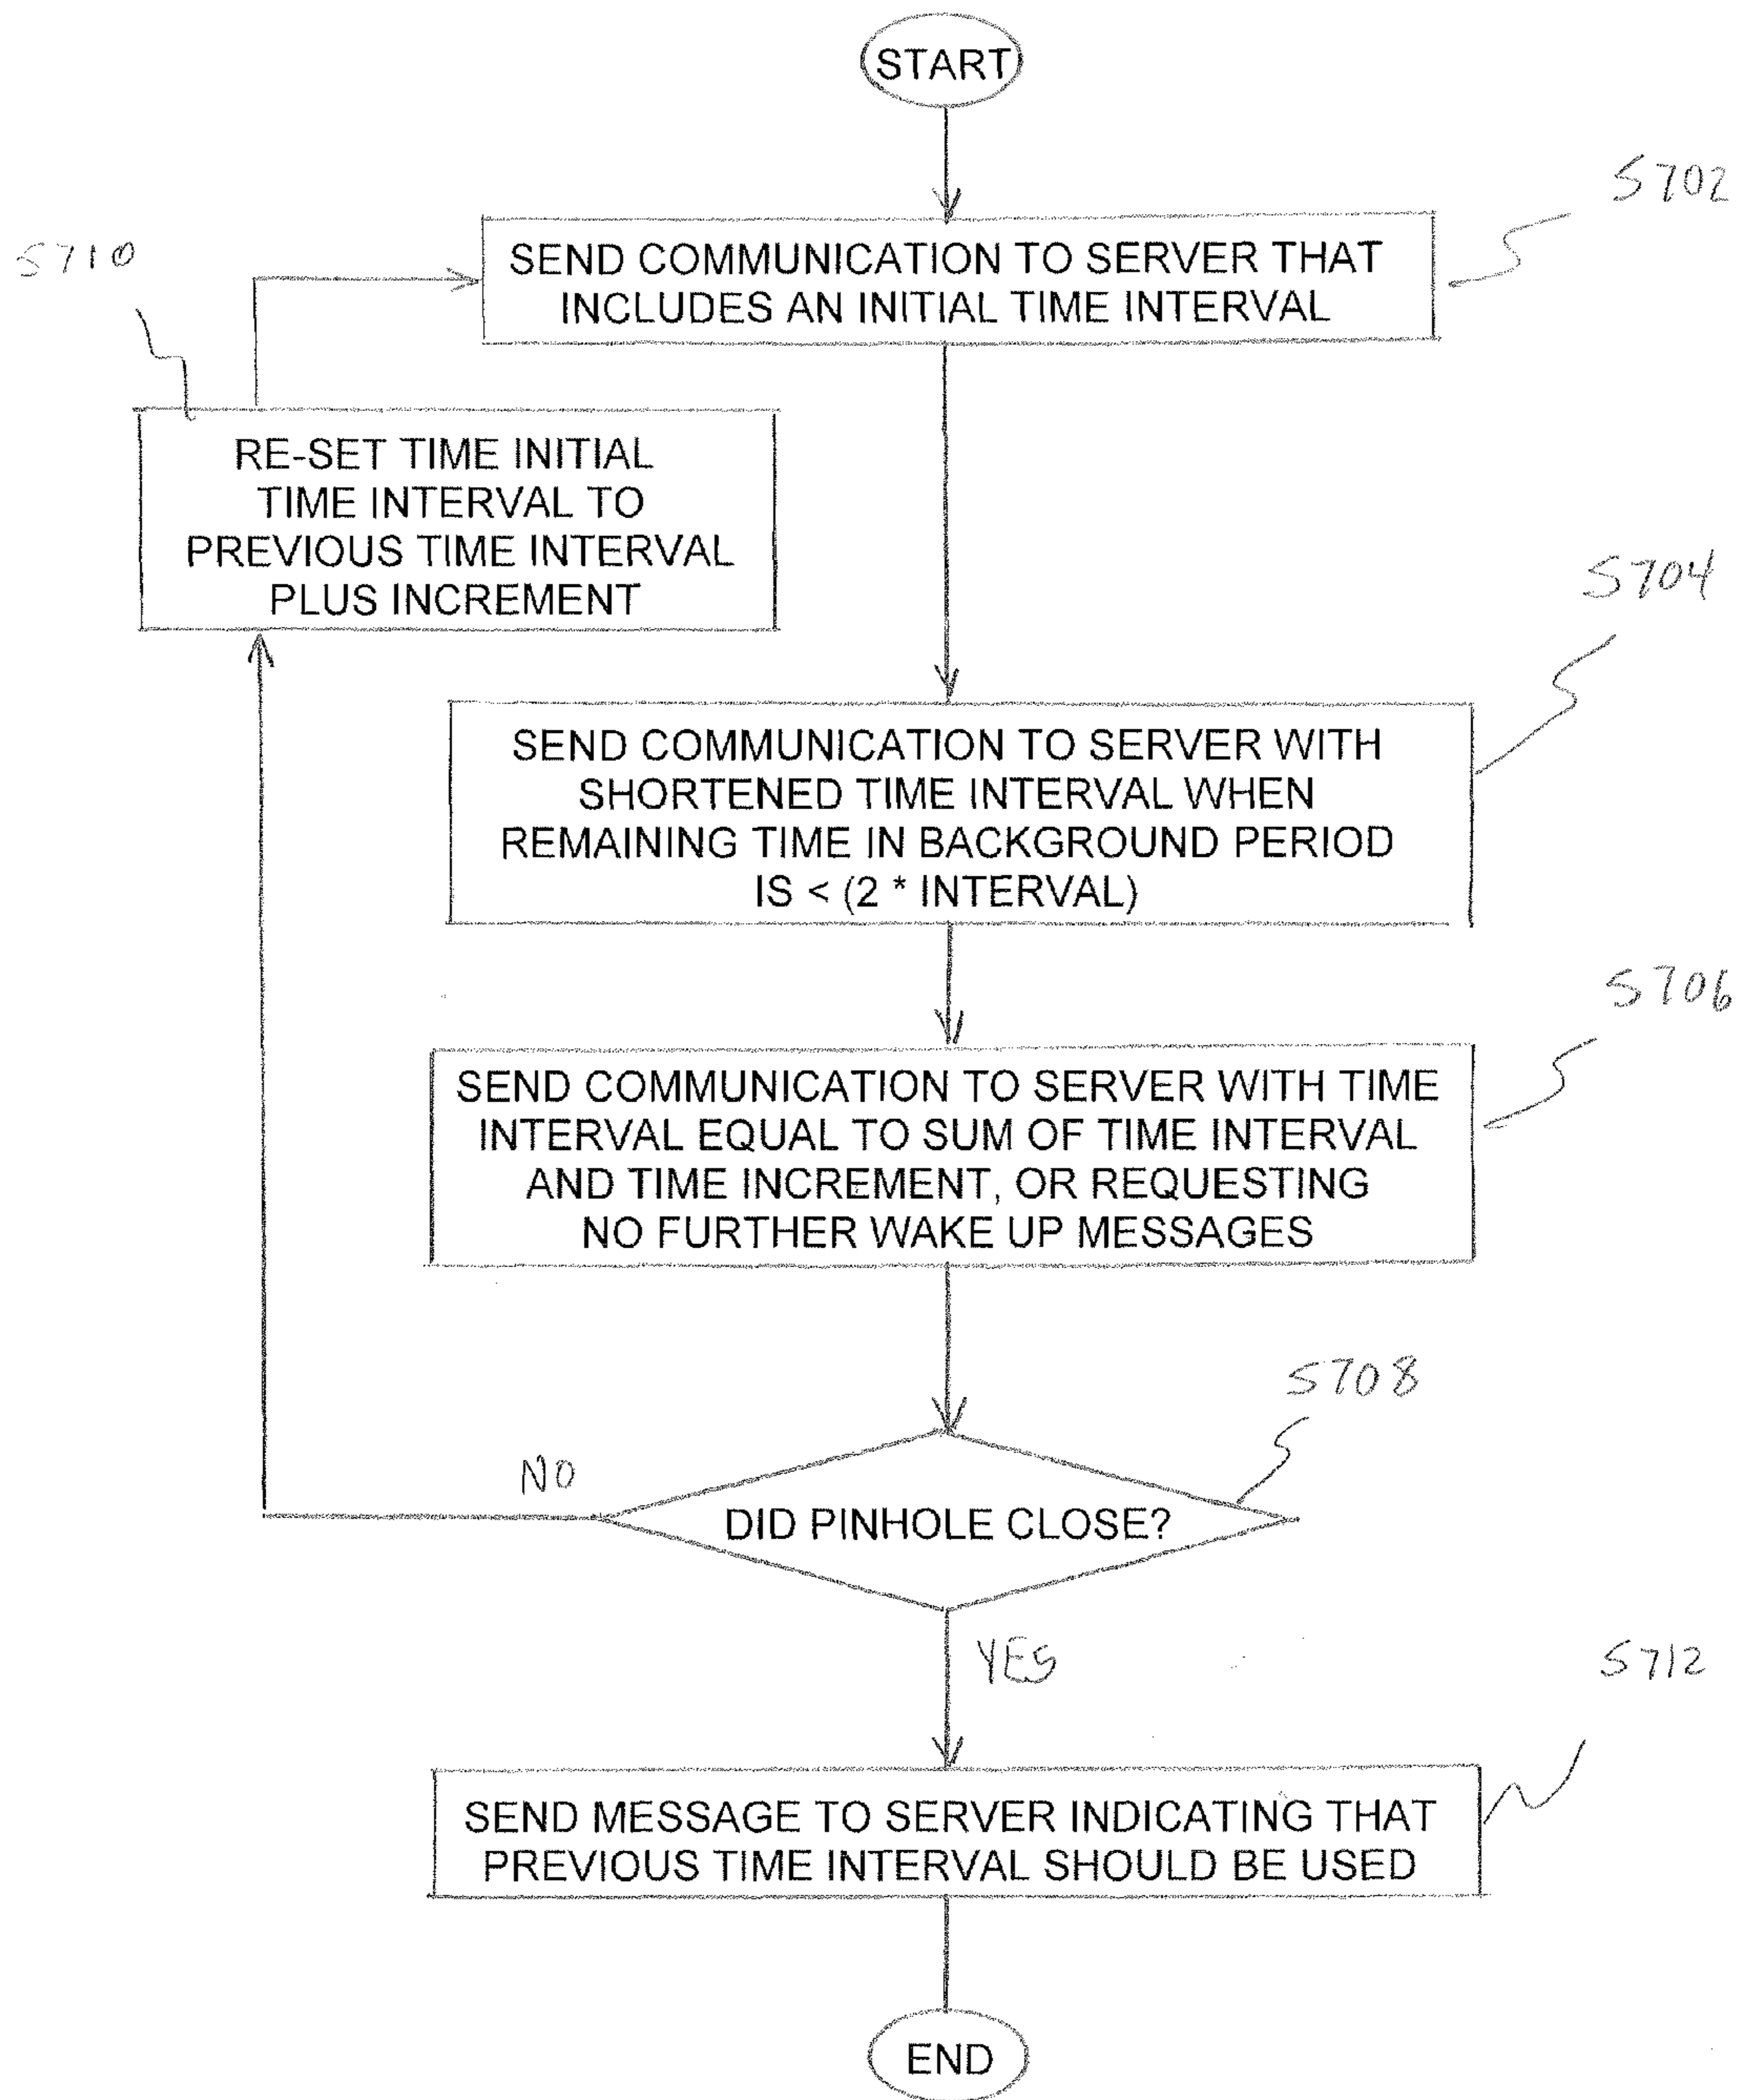 START
S702
SEND COMMUNICATION TO SERVER THAT
INCLUDES AN INITIAL TIME INTERVAL
S710
RE-SET TIME INITIAL
TIME INTERVAL TO
PREVIOUS TIME INTERVAL
PLUS INCREMENT
S704
SEND COMMUNICATION TO SERVER WITH
SHORTENED TIME INTERVAL WHEN
REMAINING TIME IN BACKGROUND PERIOD
IS < (2 * INTERVAL)
S706
SEND COMMUNICATION TO SERVER WITH TIME
INTERVAL EQUAL TO SUM OF TIME INTERVAL
AND TIME INCREMENT, OR REQUESTING
NO FURTHER WAKE UP MESSAGES
S708
NO
DID PINHOLE CLOSE?
YES
S712
SEND MESSAGE TO SERVER INDICATING THAT
PREVIOUS TIME INTERVAL SHOULD BE USED
END